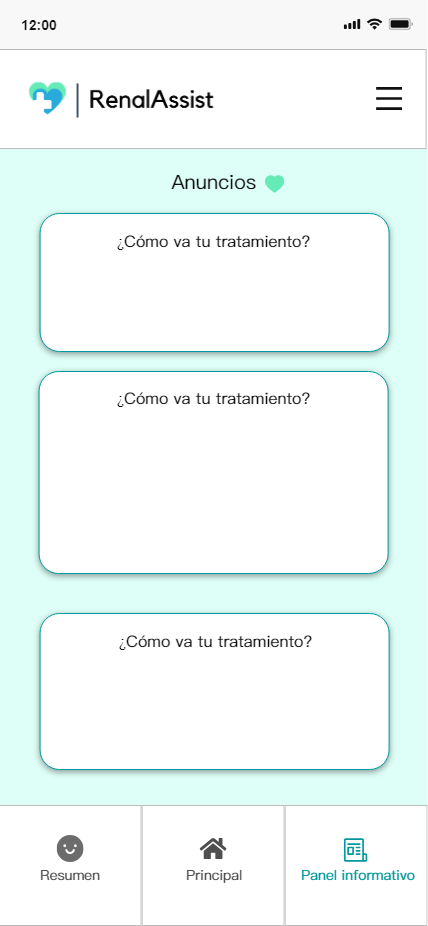 12:00
RenalAssist
Anuncios
¿Cómo va tu tratamiento?
¿Cómo va tu tratamiento?
¿Cómo va tu tratamiento?
Resumen
Principal
Panel informativo